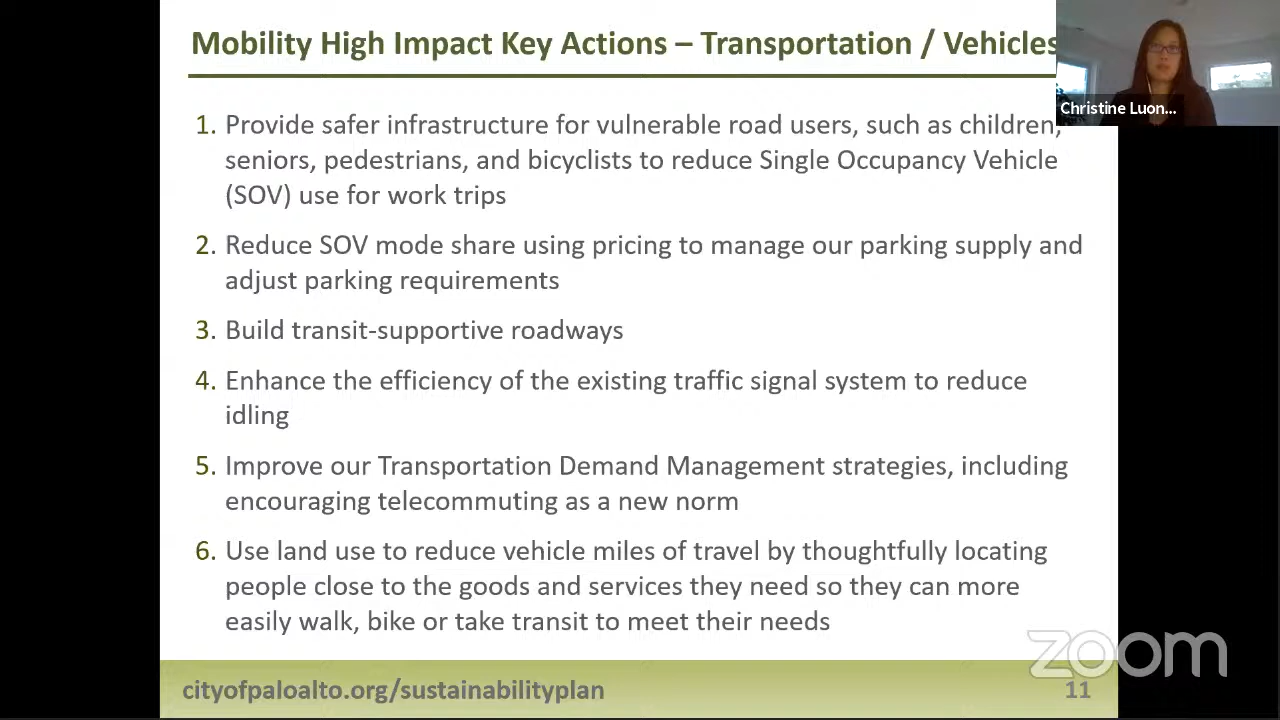 Mobility High Impact Key Actions – Transportation / Vehicles
Christine Luon...
1. Provide safer infrastructure for vulnerable road users, such as children,
seniors, pedestrians, and bicyclists to reduce Single Occupancy Vehicle
(SOV) use for work trips
2. Reduce SOV mode share using pricing to manage our parking supply and
adjust parking requirements
3. Build transit-supportive roadways
4. Enhance the efficiency of the existing traffic signal system to reduce
idling
5. Improve our Transportation Demand Management strategies, including
encouraging telecommuting as a new norm
6. Use land use to reduce vehicle miles of travel by thoughtfully locating
people close to the goods and services they need so they can more
easily walk, bike or take transit to meet their needs
zoom
cityofpaloalto.org/sustainabilityplan
11